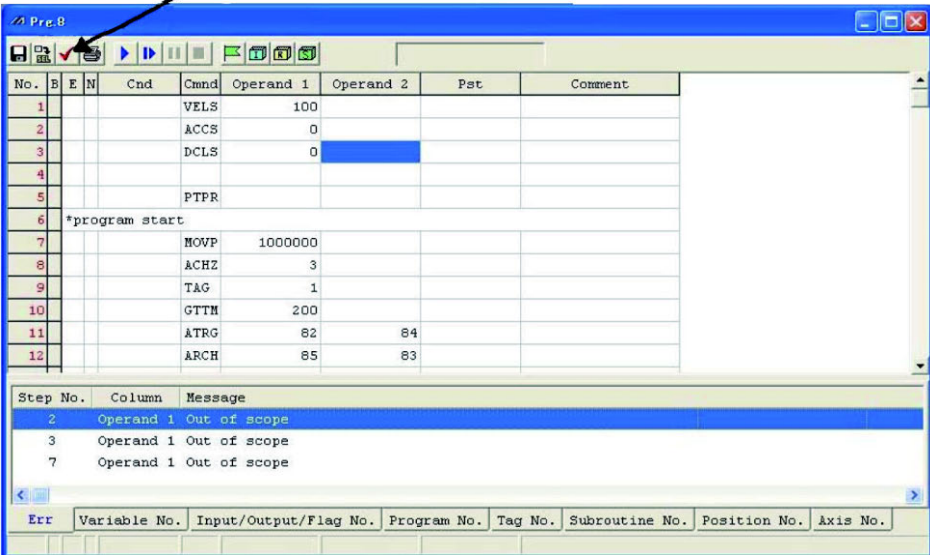 Prg.8
No. B E N Cnd Cmnd Operand 1 Operand 2 Pst Comment
1 VELS 100
2 ACCS 0
3 DCLS 0
4
5 PTPR
6 *program start
7 MOVP 1000000
8 ACHZ 3
9 TAG 1
10 GTTM 200
11 ATRG 82 84
12 ARCH 85 83
Step No. Column Message
2 Operand 1 Out of scope
3 Operand 1 Out of scope
7 Operand 1 Out of scope
Err Variable No. Input/Output/Flag No. Program No. Tag No. Subroutine No. Position No. Axis No.